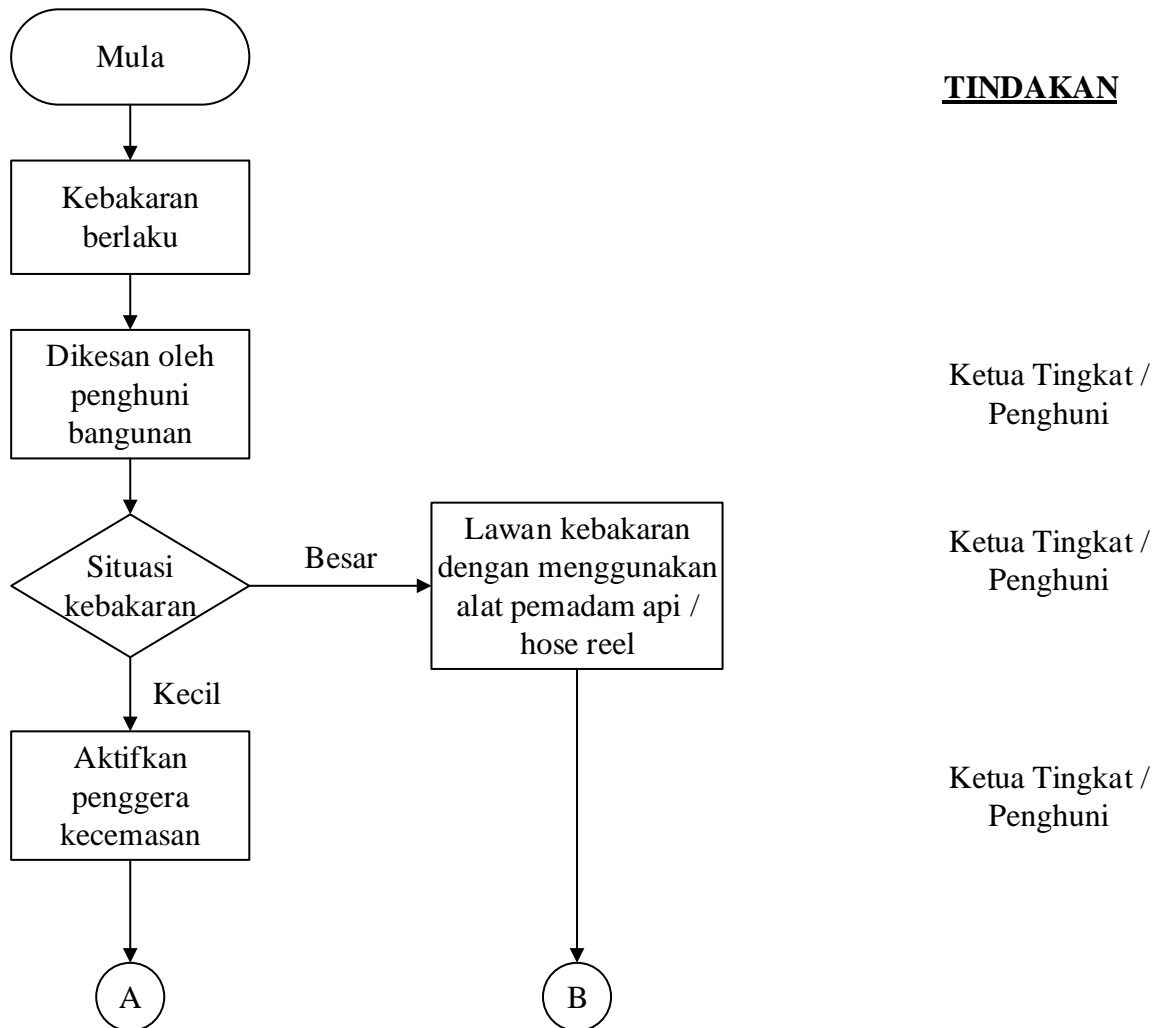 Mula
TINDAKAN
Kebakaran
berlaku
Dikesan oleh
penghuni
bangunan
Ketua Tingkat /
Penghuni
Situasi
kebakaran
Besar
Lawan kebakaran
dengan menggunakan
alat pemadam api /
hose reel
Ketua Tingkat /
Penghuni
Kecil
Aktifkan
penggera
kecemasan
Ketua Tingkat /
Penghuni
A
B